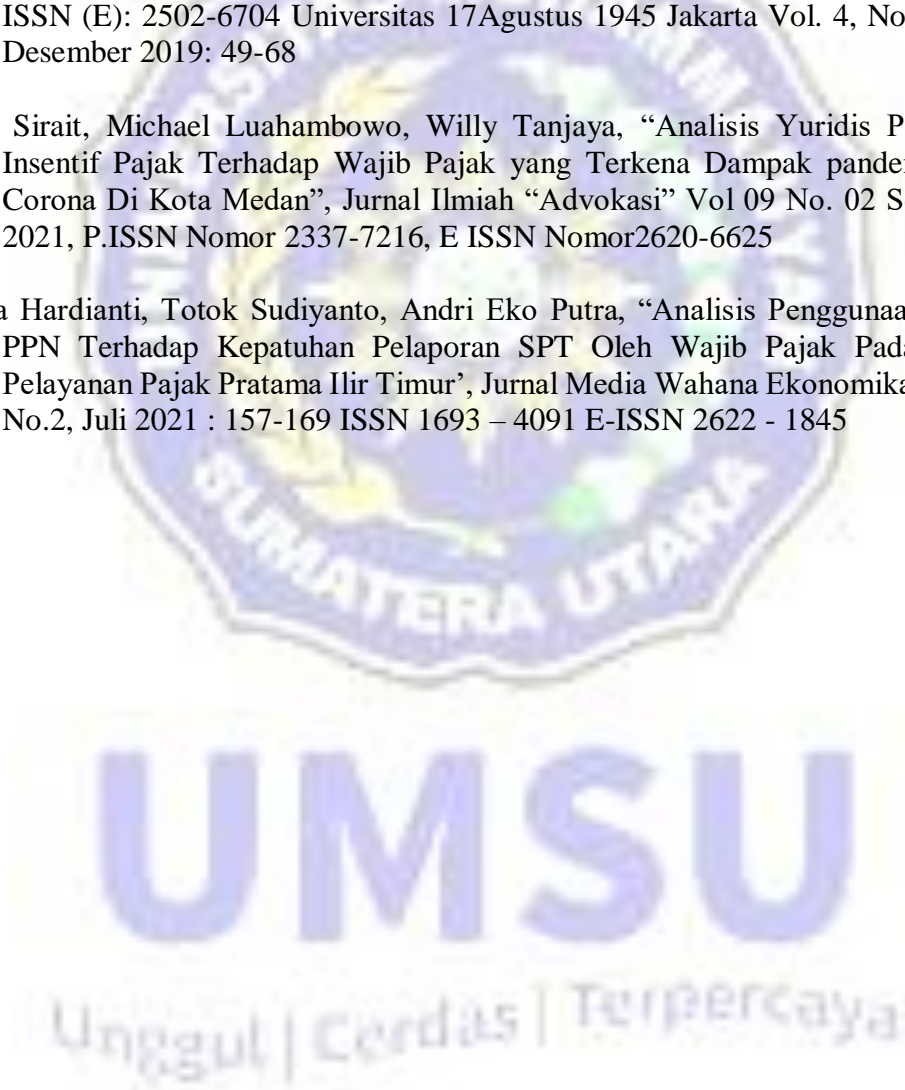 ISSN (E): 2502-6704 Universitas 17Agustus 1945 Jakarta Vol. 4, No
Desember 2019: 49-68
Sirait, Michael Luahambowo, Willy Tanjaya, “Analisis Yuridis P
Insentif Pajak Terhadap Wajib Pajak yang Terkena Dampak pande
Corona Di Kota Medan”, Jurnal Ilmiah “Advokasi” Vol 09 No. 02 S
2021, P.ISSN Nomor 2337-7216, E ISSN Nomor2620-6625
a Hardianti, Totok Sudiyanto, Andri Eko Putra, “Analisis Penggunaa
PPN Terhadap Kepatuhan Pelaporan SPT Oleh Wajib Pajak Pada
Pelayanan Pajak Pratama Ilir Timur’, Jurnal Media Wahana Ekonomika
No.2, Juli 2021 : 157-169 ISSN 1693 – 4091 E-ISSN 2622 - 1845
SUMATERA UTARA
UMSU
Unggul | Cerdas | Terpercaya